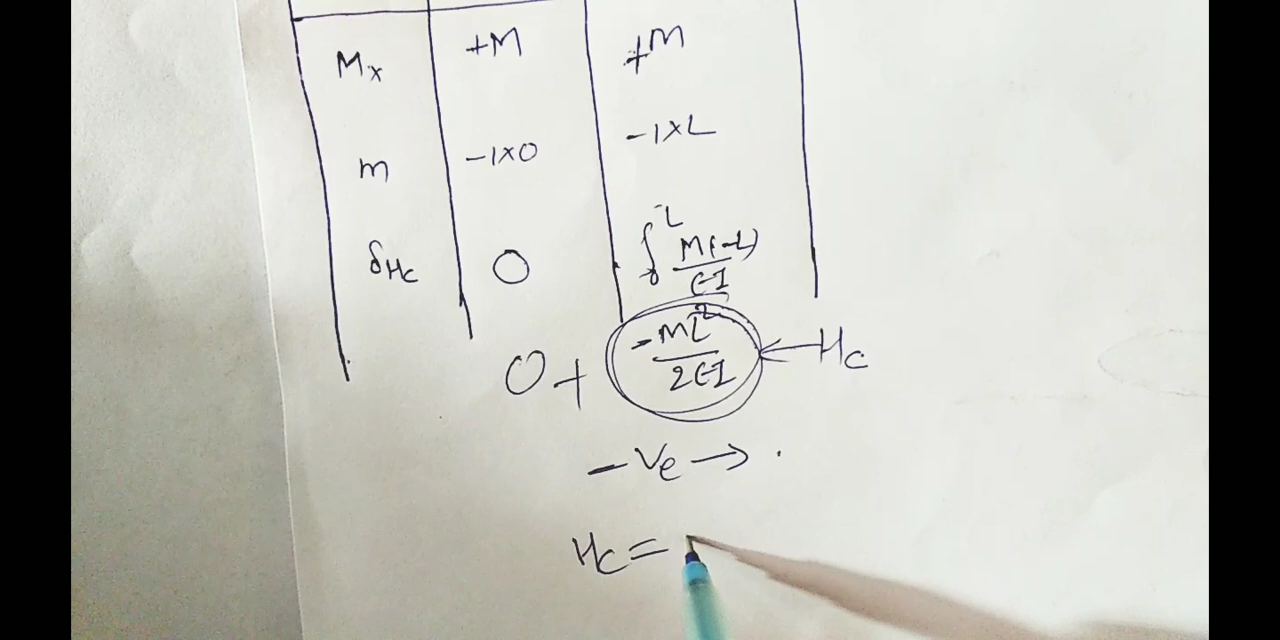 Mx +M +M
m -1×0 -1×L
δHc 0 ∫₀ᴸ M(-L)/EI
0 + -ML²/2EI ← Hc
-Ve →
Hc =